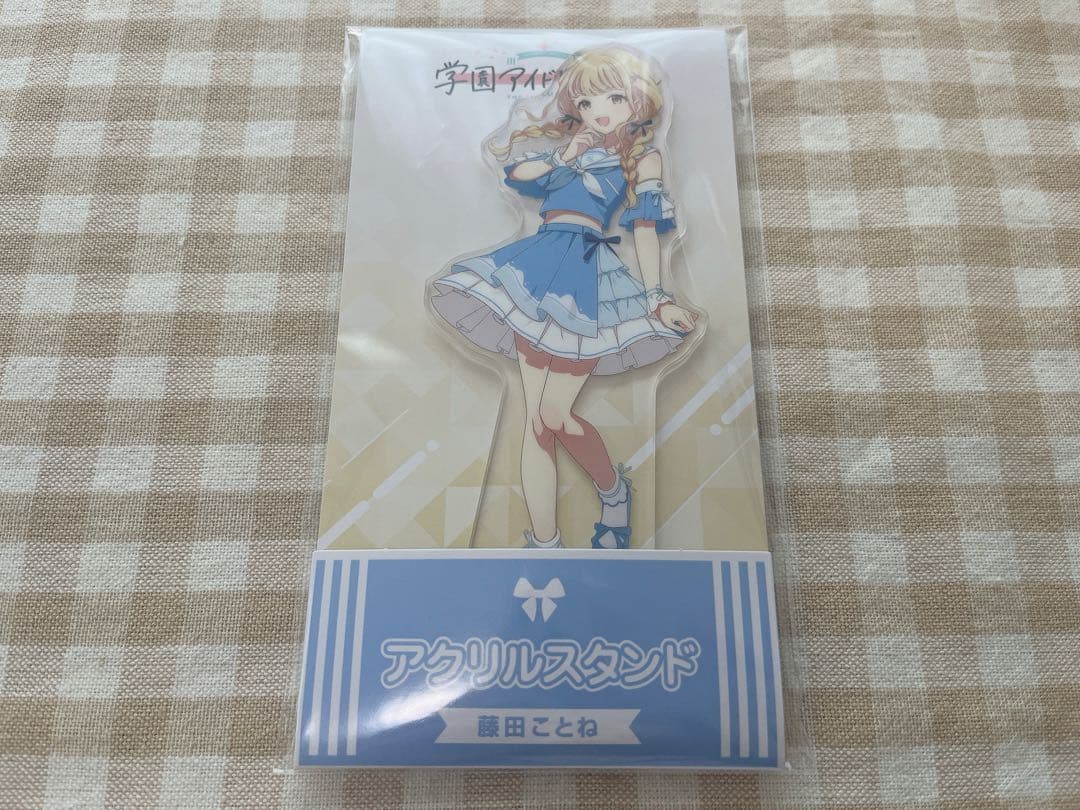 学園アイド
アクリルスタンド
藤田ことね